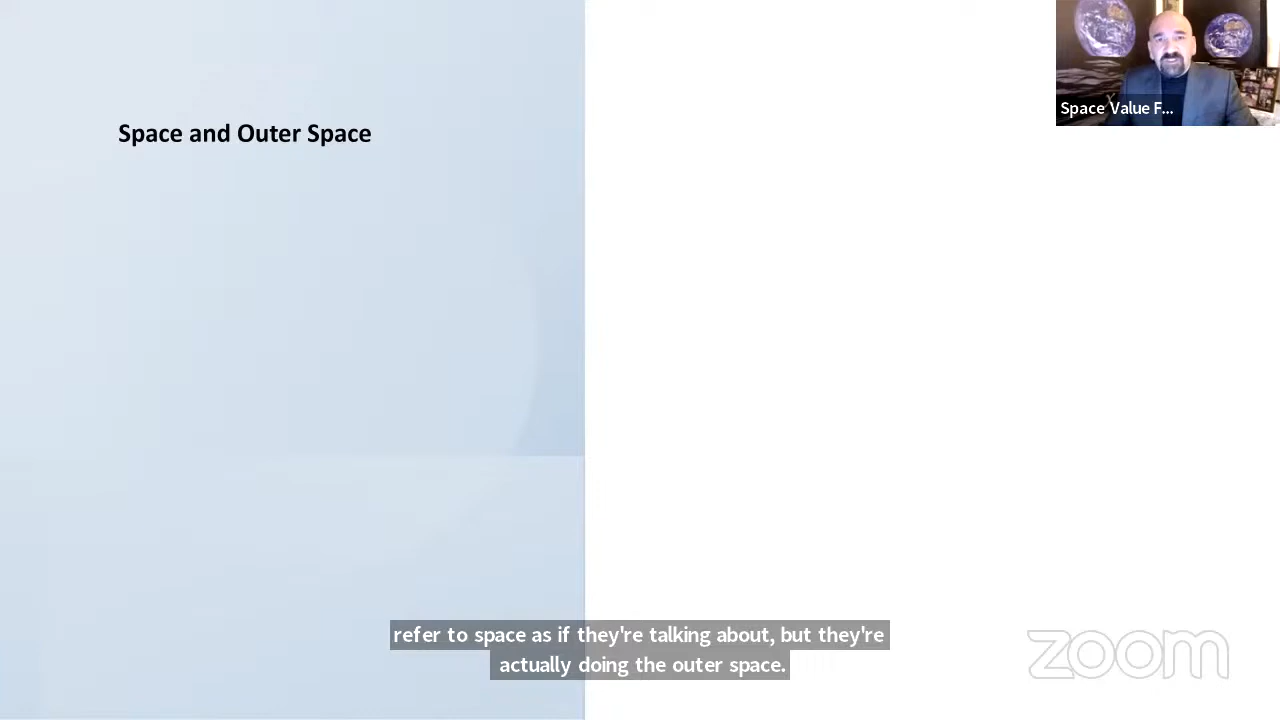 Space and Outer Space
Space Value F...
refer to space as if they're talking about, but they're
actually doing the outer space.
zoom